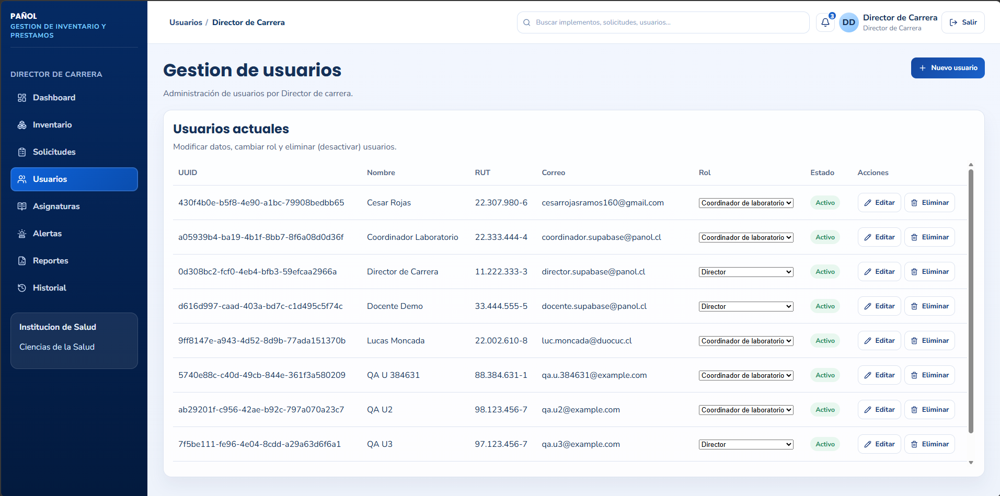 PAÑOL
GESTION DE INVENTARIO Y
PRESTAMOS
DIRECTOR DE CARRERA
Dashboard
Inventario
Solicitudes
Usuarios
Asignaturas
Alertas
Reportes
Historial
Institucion de Salud
Ciencias de la Salud
Usuarios / Director de Carrera
Buscar implementos, solicitudes, usuarios...
3
DD
Director de Carrera
Director de Carrera
Salir
Gestion de usuarios
Administración de usuarios por Director de carrera.
+ Nuevo usuario
Usuarios actuales
Modificar datos, cambiar rol y eliminar (desactivar) usuarios.
UUID Nombre RUT Correo Rol Estado Acciones
430f4b0e-b5f8-4e90-a1bc-79908bedbb65 Cesar Rojas 22.307.980-6 cesarrojasramos160@gmail.com Coordinador de laboratorio Activo Editar Eliminar
a05939b4-ba19-4b1f-8bb7-8f6a08d0d36f Coordinador Laboratorio 22.333.444-4 coordinador.supabase@panol.cl Coordinador de laboratorio Activo Editar Eliminar
0d308bc2-fcf0-4eb4-bfb3-59efcaa2966a Director de Carrera 11.222.333-3 director.supabase@panol.cl Director Activo Editar Eliminar
d616d997-caad-403a-bd7c-c1d495c5f74c Docente Demo 33.444.555-5 docente.supabase@panol.cl Director Activo Editar Eliminar
9ff8147e-a943-4d52-8d9b-77ada151370b Lucas Moncada 22.002.610-8 luc.moncada@duocuc.cl Coordinador de laboratorio Activo Editar Eliminar
5740e88c-c40d-49cb-844e-361f3a580209 QA U 384631 88.384.631-1 qa.u.384631@example.com Coordinador de laboratorio Activo Editar Eliminar
ab29201f-c956-42ae-b92c-797a070a23c7 QA U2 98.123.456-7 qa.u2@example.com Coordinador de laboratorio Activo Editar Eliminar
7f5be111-fe96-4e04-8cdd-a29a63d6f6a1 QA U3 97.123.456-7 qa.u3@example.com Director Activo Editar Eliminar